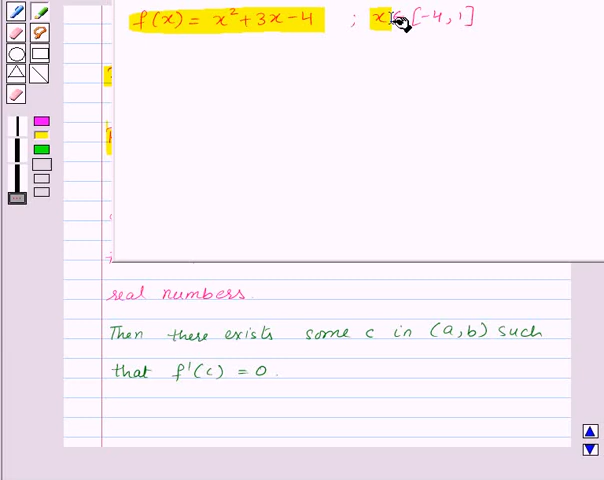 f(x) = x² + 3x - 4 ; x ∈ [-4, 1]
real numbers.
Then there exists some c in (a, b) such
that f'(c) = 0.